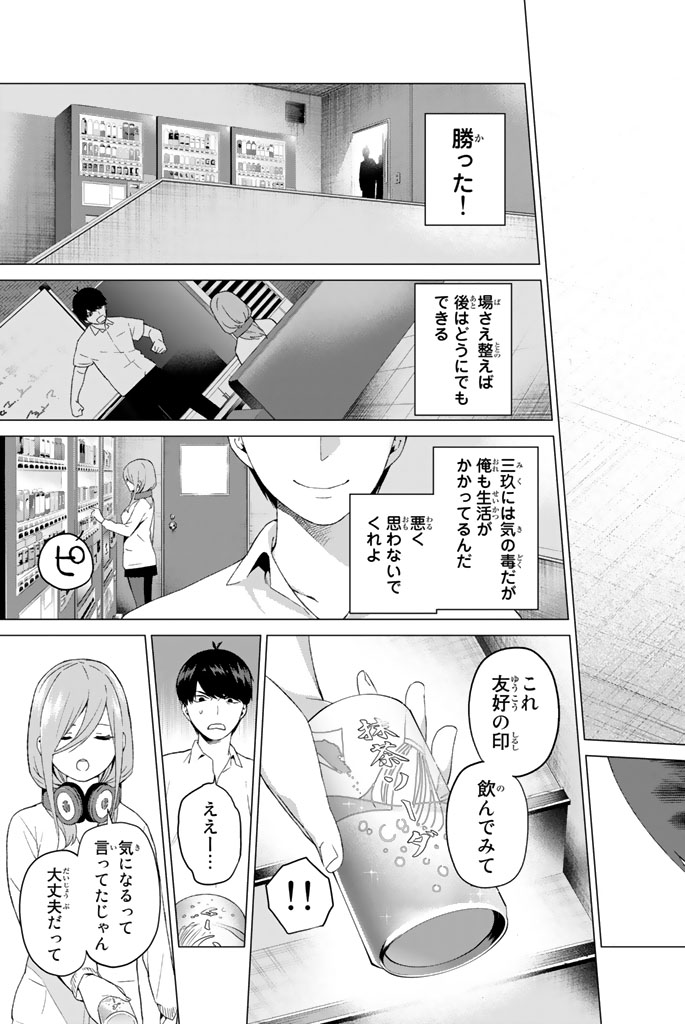 勝った！
場さえ整えば
後はどうにでも
できる
三玖には気の毒だが
俺も生活が
かかってるんだ
悪く
思わないで
くれよ
ピ
これ
友好の印
飲んでみて
抹茶ソーダ
!!
ええー…
気になるって
言ってたじゃん
大丈夫だって